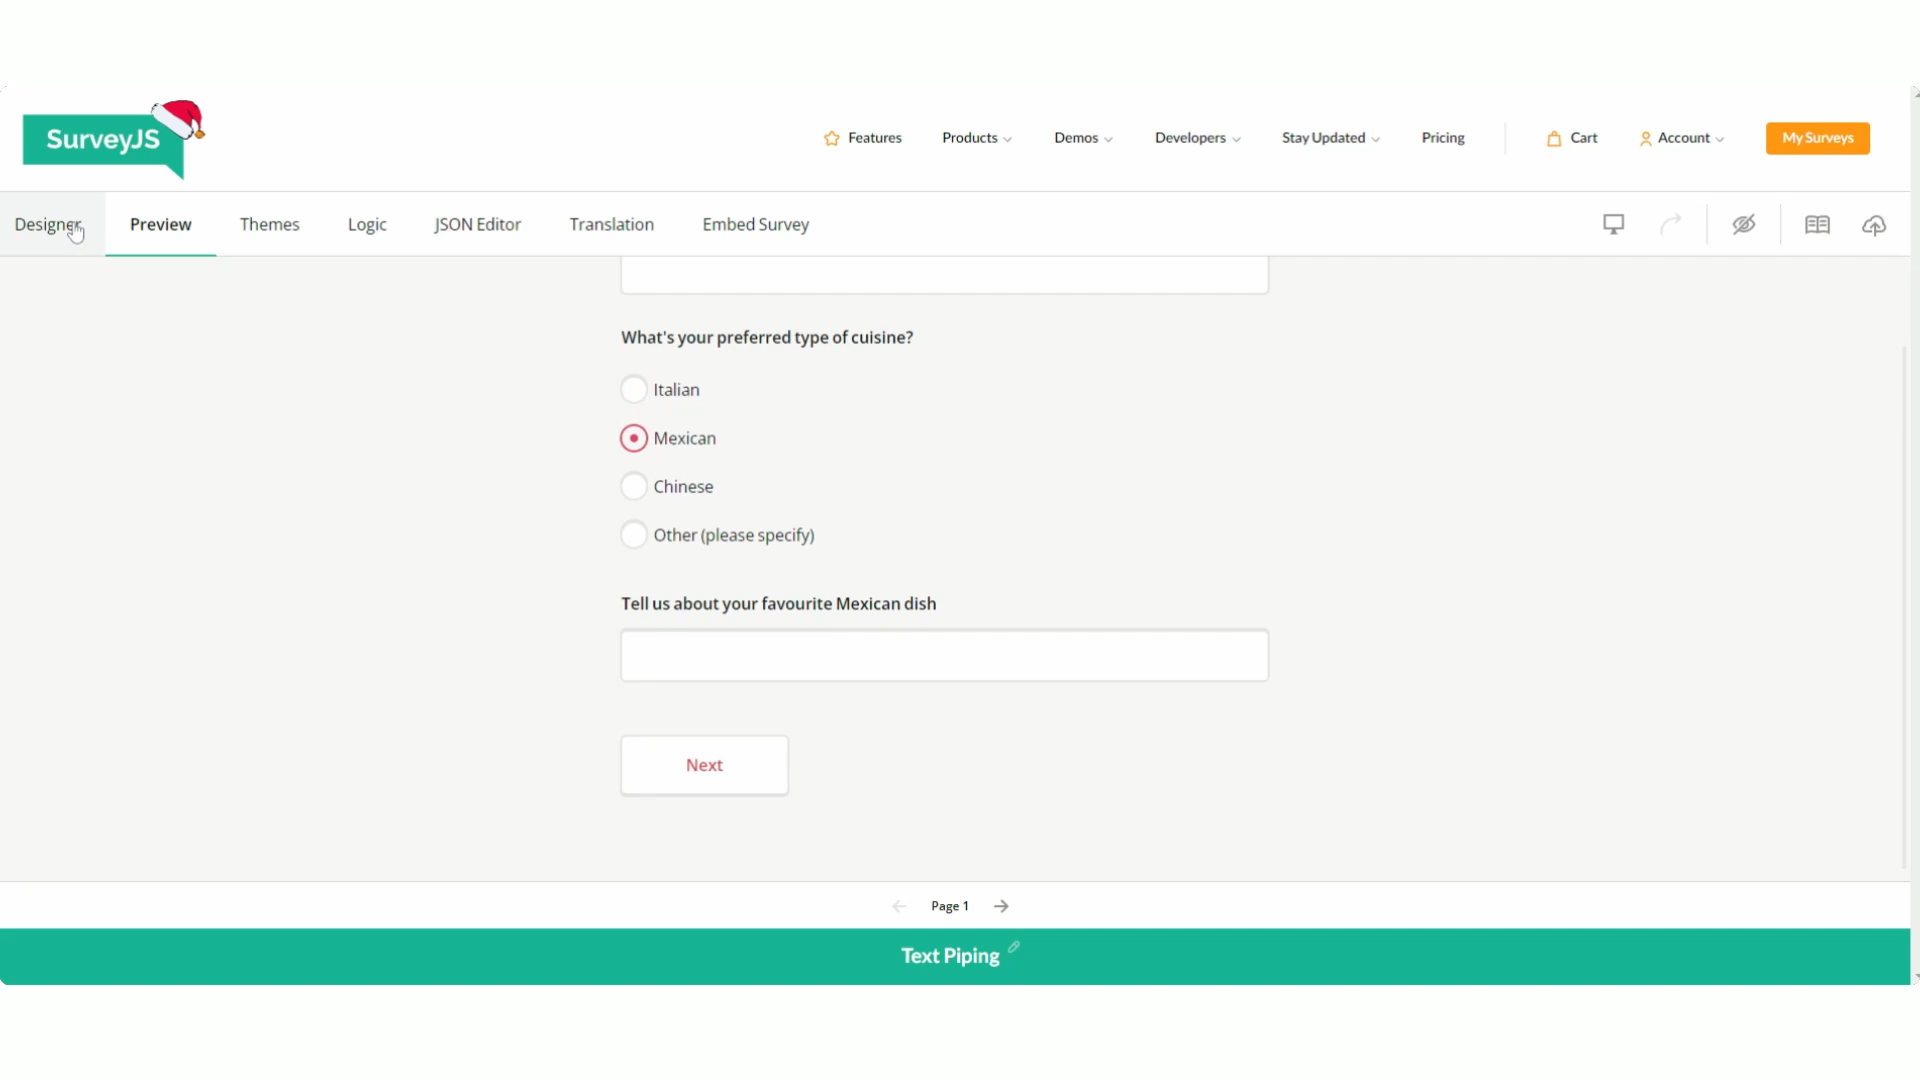 SurveyJS
Features Products Demos Developers Stay Updated Pricing Cart Account My Surveys
Designer Preview Themes Logic JSON Editor Translation Embed Survey
What's your preferred type of cuisine?
Italian
Mexican
Chinese
Other (please specify)
Tell us about your favourite Mexican dish
Next
Page 1
Text Piping